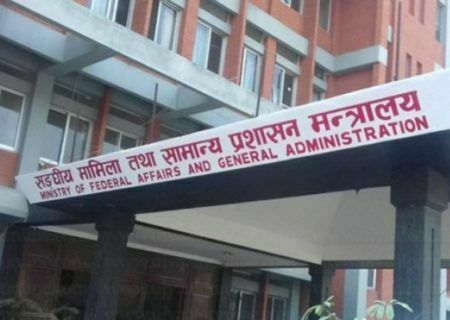 सङ्घीय मामिला तथा सामान्य प्रशासन मन्त्रालय
MINISTRY OF FEDERAL AFFAIRS AND GENERAL ADMINISTRATION